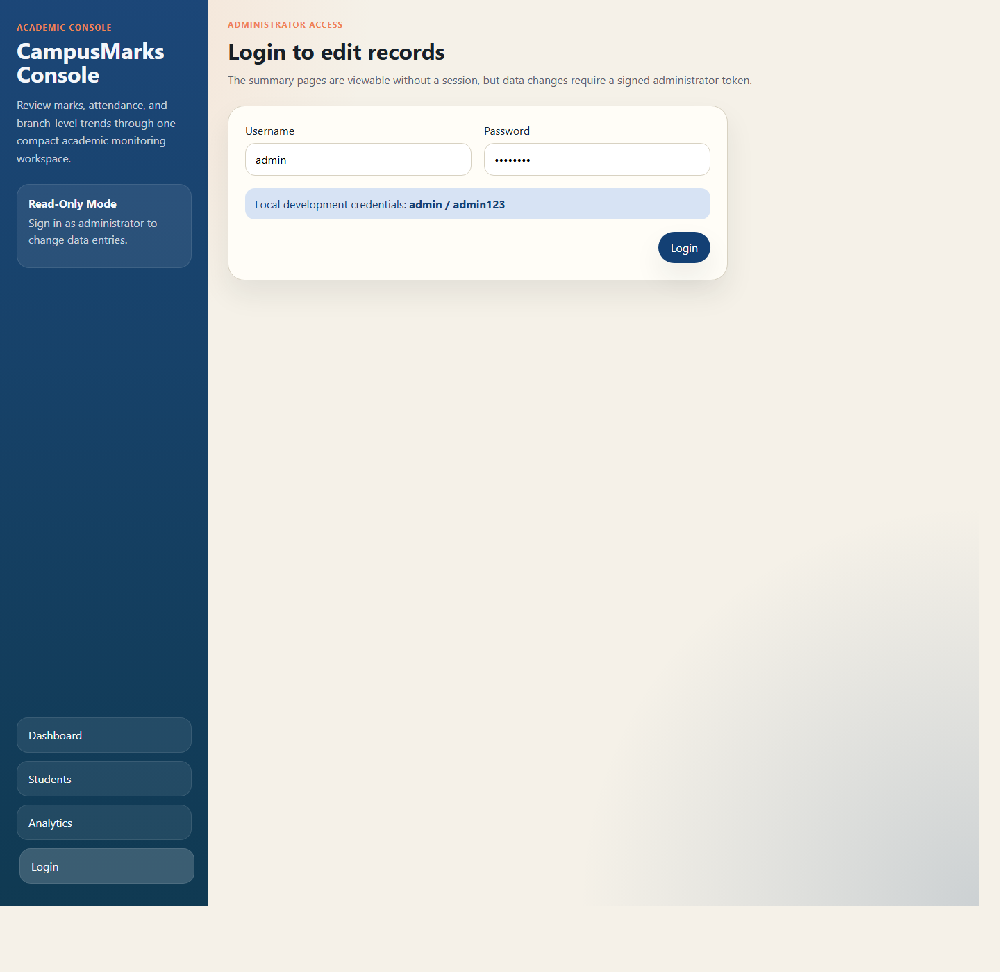 ACADEMIC CONSOLE
CampusMarks
Console
Review marks, attendance, and
branch-level trends through one
compact academic monitoring
workspace.
Read-Only Mode
Sign in as administrator to
change data entries.
Dashboard
Students
Analytics
Login
ADMINISTRATOR ACCESS
Login to edit records
The summary pages are viewable without a session, but data changes require a signed administrator token.
Username
Password
admin
••••••••
Local development credentials: admin / admin123
Login